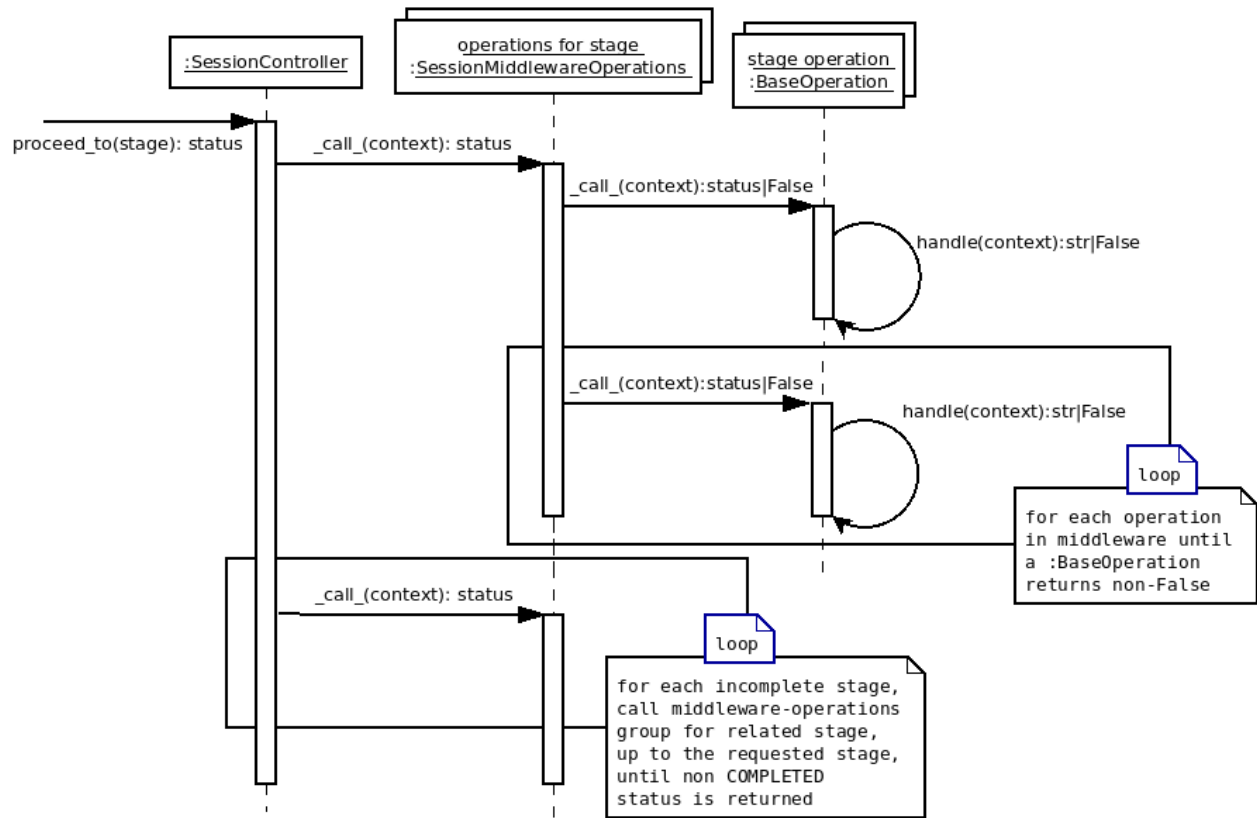 operations for stage
:SessionMiddlewareOperations
stage operation
:BaseOperation
:SessionController
proceed_to(stage): status
_call_(context): status
_call_(context):status|False
handle(context):str|False
_call_(context):status|False
handle(context):str|False
loop
for each operation
in middleware until
a :BaseOperation
returns non-False
_call_(context): status
loop
for each incomplete stage,
call middleware-operations
group for related stage,
up to the requested stage,
until non COMPLETED
status is returned